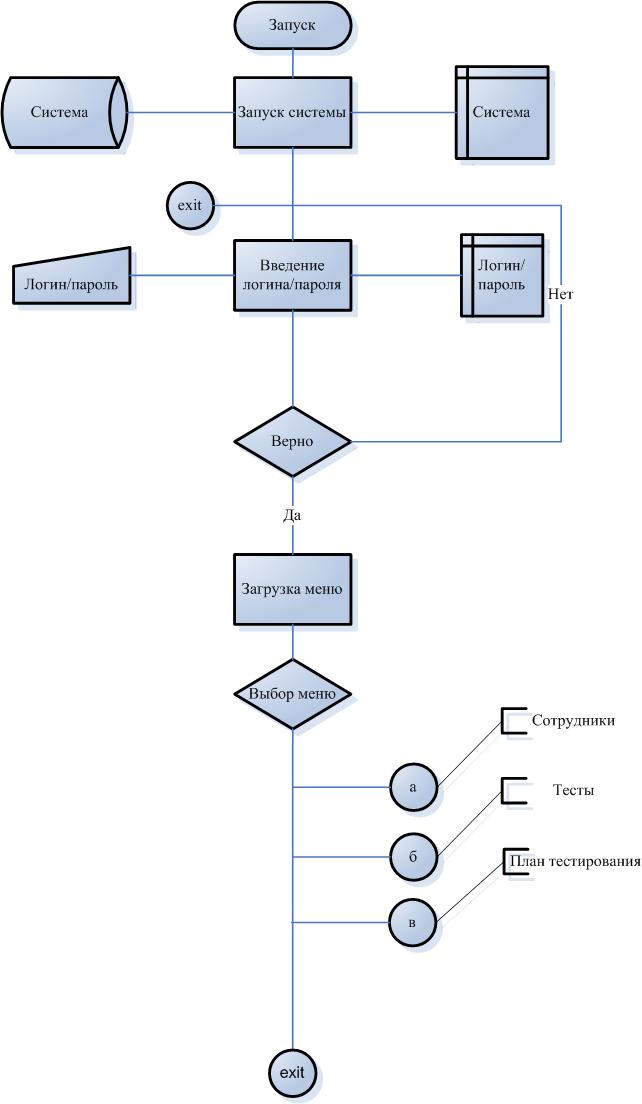 Запуск
Система
Запуск системы
Система
exit
Логин/пароль
Введение
логина/пароля
Логин/
пароль
Нет
Верно
Да
Загрузка меню
Выбор меню
Сотрудники
а
Тесты
б
План тестирования
в
exit